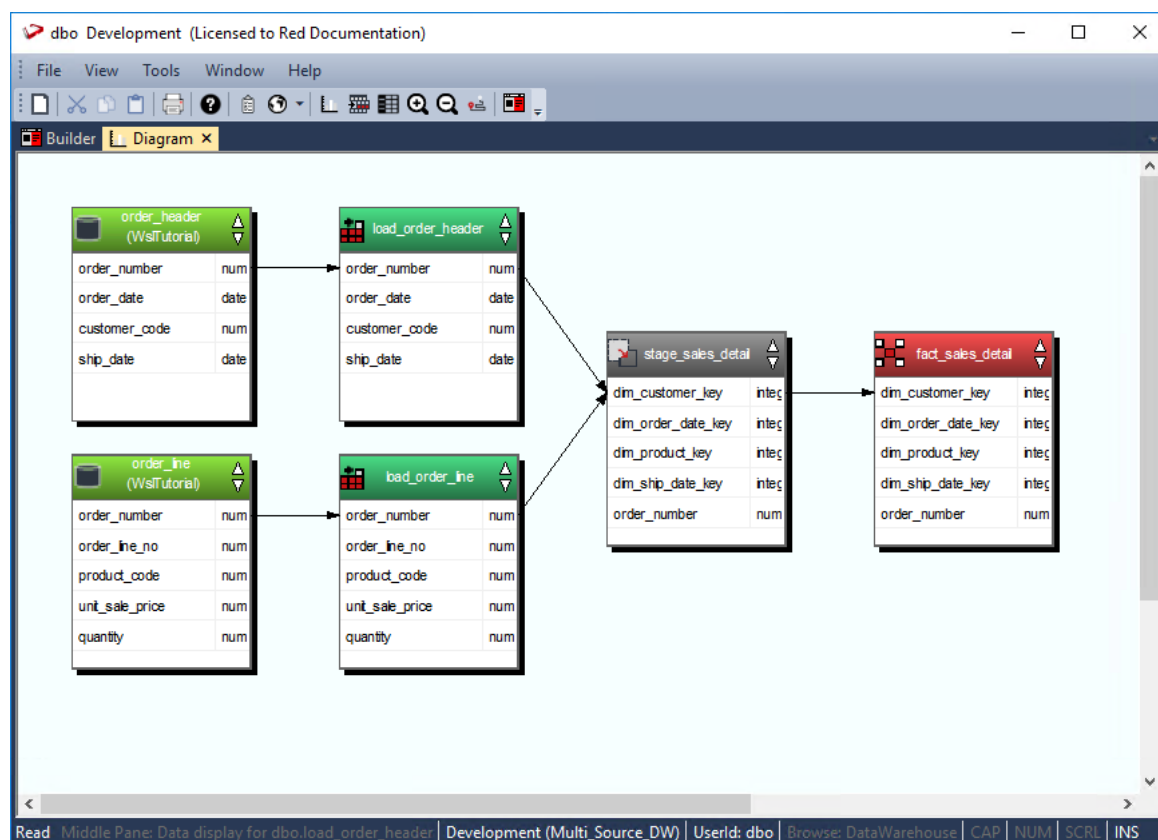 dbo Development (Licensed to Red Documentation)
File View Tools Window Help
Builder Diagram
order_header
(WslTutorial)
order_number num
order_date date
customer_code num
ship_date date
load_order_header
order_number num
order_date date
customer_code num
ship_date date
order_line
(WslTutorial)
order_number num
order_line_no num
product_code num
unit_sale_price num
quantity num
load_order_line
order_number num
order_line_no num
product_code num
unit_sale_price num
quantity num
stage_sales_detail
dim_customer_key integ
dim_order_date_key integ
dim_product_key integ
dim_ship_date_key integ
order_number num
fact_sales_detail
dim_customer_key integ
dim_order_date_key integ
dim_product_key integ
dim_ship_date_key integ
order_number num
Read Middle Pane: Data display for dbo.load_order_header Development (Multi_Source_DW) UserId: dbo Browse: DataWarehouse CAP NUM SCRL INS